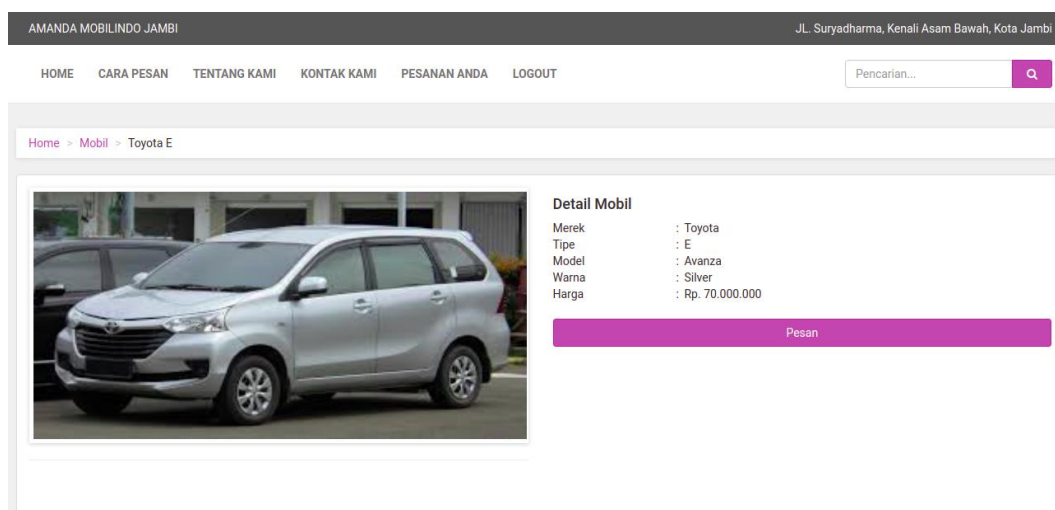 AMANDA MOBILINDO JAMBI JL. Suryadharma, Kenali Asam Bawah, Kota Jambi
HOME CARA PESAN TENTANG KAMI KONTAK KAMI PESANAN ANDA LOGOUT Pencarian...
Home > Mobil > Toyota E
Detail Mobil
Merek : Toyota
Tipe : E
Model : Avanza
Warna : Silver
Harga : Rp. 70.000.000
Pesan